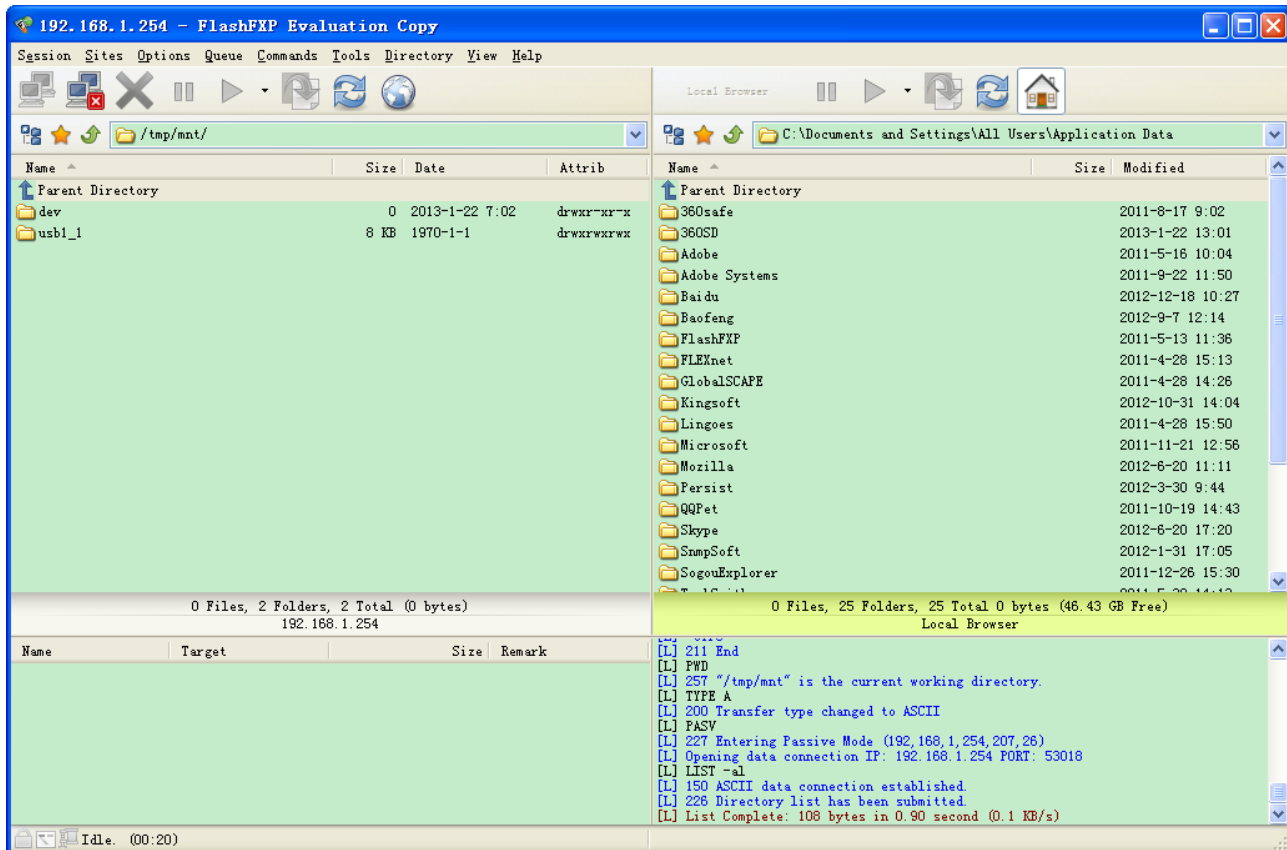 192.168.1.254 - FlashFXP Evaluation Copy
Session Sites Options Queue Commands Tools Directory View Help
Local Browser
/tmp/mnt/
C:\Documents and Settings\All Users\Application Data
Name Size Date Attrib
Parent Directory
dev 0 2013-1-22 7:02 drwxr-xr-x
usb1_1 8 KB 1970-1-1 drwxrwxrwx
0 Files, 2 Folders, 2 Total (0 bytes)
192.168.1.254
Name Size Modified
Parent Directory
360safe 2011-8-17 9:02
360SD 2013-1-22 13:01
Adobe 2011-5-16 10:04
Adobe Systems 2011-9-22 11:50
Baidu 2012-12-18 10:27
Baofeng 2012-9-7 12:14
FlashFXP 2011-5-13 11:36
FLEXnet 2011-4-28 15:13
GlobalSCAPE 2011-4-28 14:26
Kingsoft 2012-10-31 14:04
Lingoes 2011-4-28 15:50
Microsoft 2011-11-21 12:56
Mozilla 2012-6-20 11:11
Persist 2012-3-30 9:44
QQPet 2011-10-19 14:43
Skype 2012-6-20 17:20
SnmpSoft 2012-1-31 17:05
SogouExplorer 2011-12-26 15:30
0 Files, 25 Folders, 25 Total 0 bytes (46.43 GB Free)
Local Browser
Name Target Size Remark
[L] 211 End
[L] PWD
[L] 257 "/tmp/mnt" is the current working directory.
[L] TYPE A
[L] 200 Transfer type changed to ASCII
[L] PASV
[L] 227 Entering Passive Mode (192,168,1,254,207,26)
[L] Opening data connection IP: 192.168.1.254 PORT: 53018
[L] LIST -al
[L] 150 ASCII data connection established.
[L] 226 Directory list has been submitted.
[L] List Complete: 108 bytes in 0.90 second (0.1 KB/s)
Idle. (00:20)